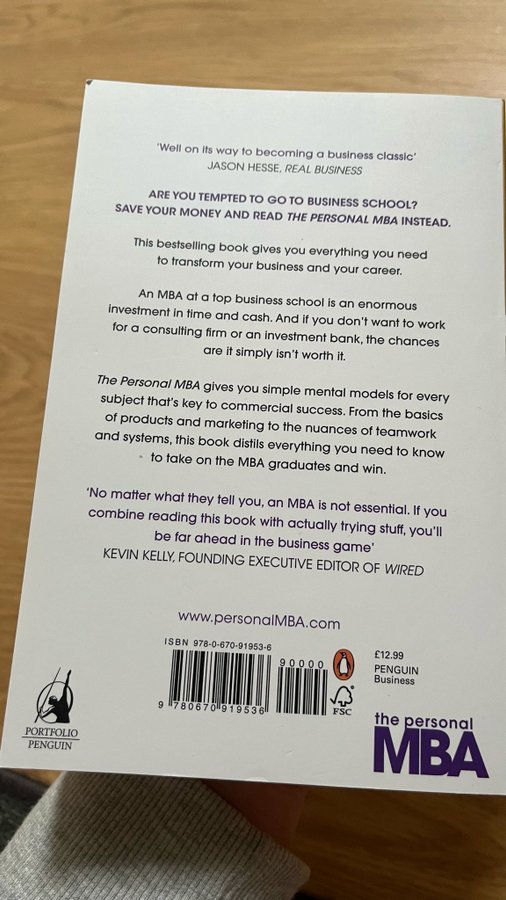 'Well on its way to becoming a business classic'
JASON HESSE, REAL BUSINESS
ARE YOU TEMPTED TO GO TO BUSINESS SCHOOL?
SAVE YOUR MONEY AND READ THE PERSONAL MBA INSTEAD.
This bestselling book gives you everything you need
to transform your business and your career.
An MBA at a top business school is an enormous
investment in time and cash. And if you don't want to work
for a consulting firm or an investment bank, the chances
are it simply isn't worth it.
The Personal MBA gives you simple mental models for every
subject that's key to commercial success. From the basics
of products and marketing to the nuances of teamwork
and systems, this book distils everything you need to know
to take on the MBA graduates and win.
'No matter what they tell you, an MBA is not essential. If you
combine reading this book with actually trying stuff, you'll
be far ahead in the business game'
KEVIN KELLY, FOUNDING EXECUTIVE EDITOR OF WIRED
www.personalMBA.com
ISBN 978-0-670-91953-6
90000
9 780670 919536
FSC
£12.99
PENGUIN
Business
PORTFOLIO
PENGUIN
the personal
MBA